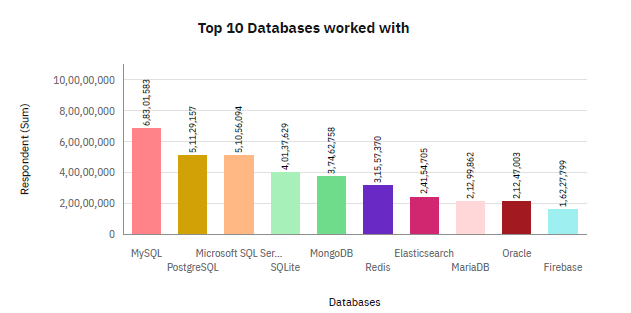 Top 10 Databases worked with
Respondent (Sum)
10,00,00,000
8,00,00,000
6,00,00,000
4,00,00,000
2,00,00,000
0
6,83,01,583
5,11,29,157
5,10,56,094
4,01,37,629
3,74,62,758
3,15,57,370
2,41,54,705
2,12,99,862
2,12,47,003
1,62,27,799
MySQL
PostgreSQL
Microsoft SQL Ser...
SQLite
MongoDB
Redis
Elasticsearch
MariaDB
Oracle
Firebase
Databases